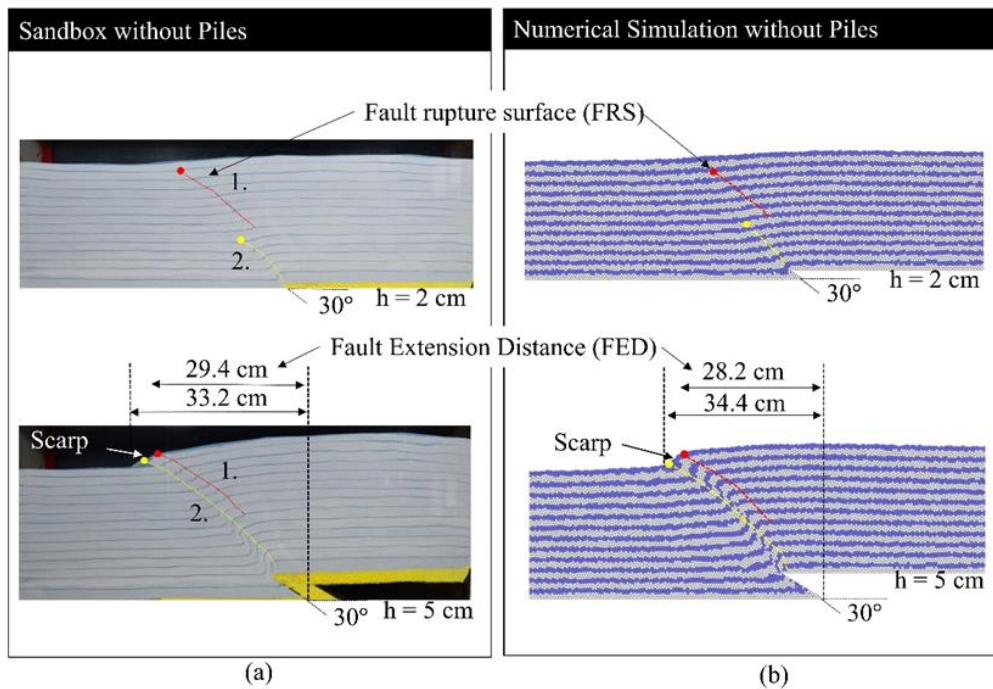 Sandbox without Piles
Numerical Simulation without Piles
Fault rupture surface (FRS)
1.
2.
30°
h = 2 cm
30°
h = 2 cm
Fault Extension Distance (FED)
29.4 cm
33.2 cm
28.2 cm
34.4 cm
Scarp
1.
2.
30°
h = 5 cm
Scarp
30°
h = 5 cm
(a)
(b)